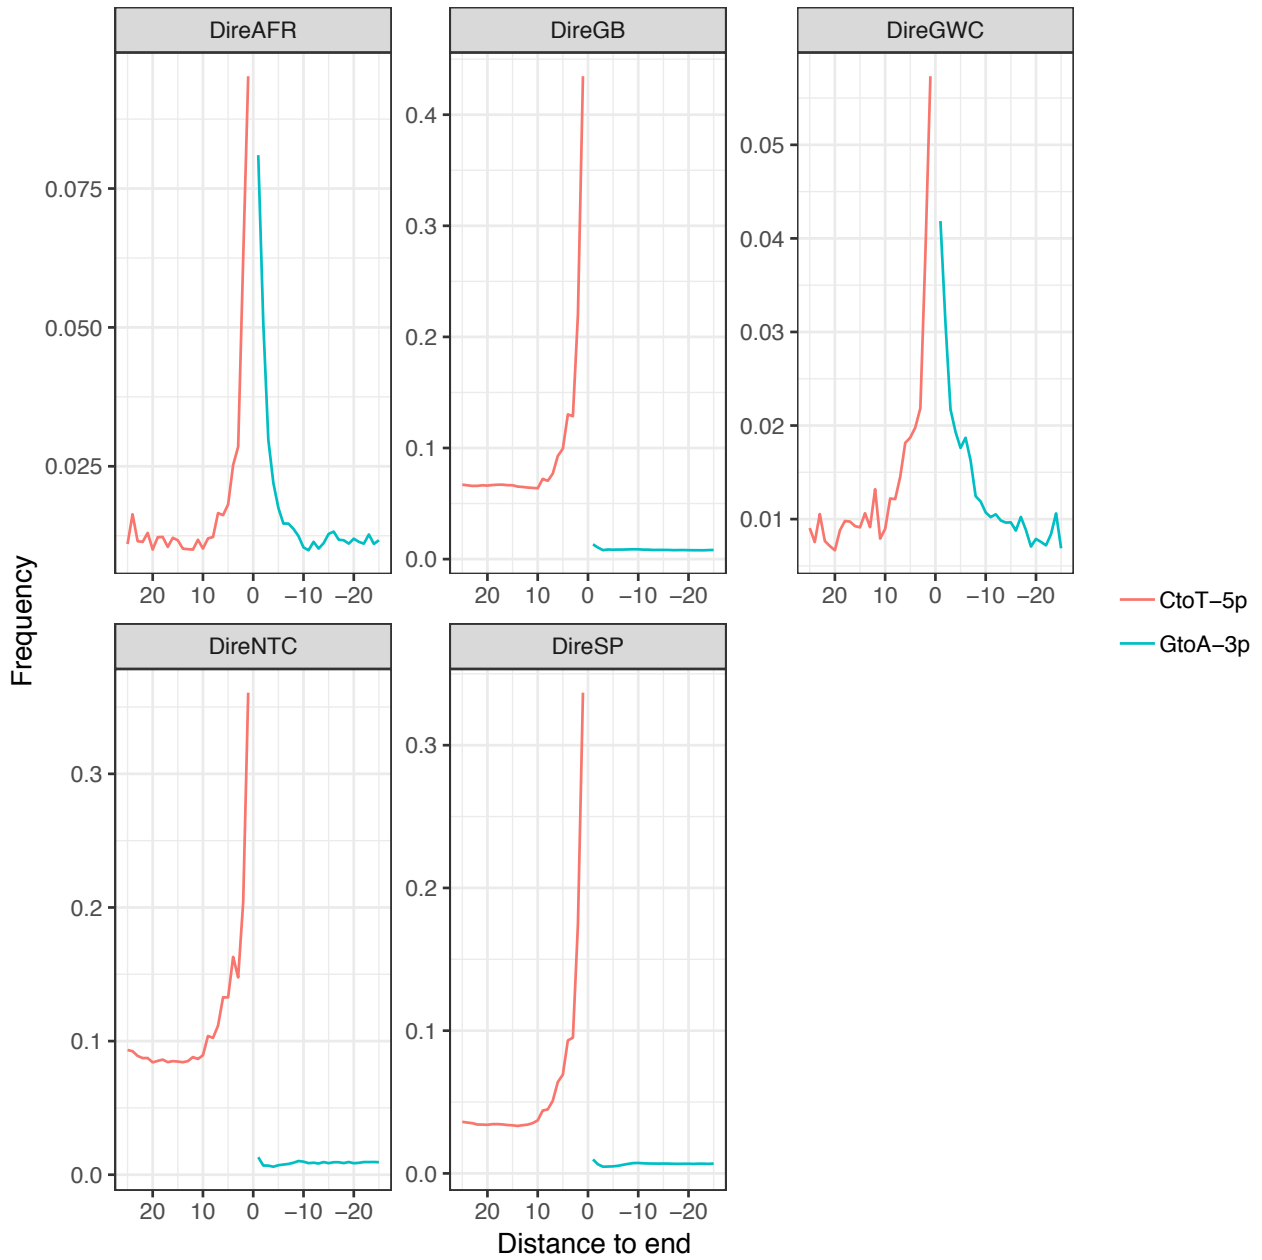 DireAFR DireGB DireGWC
0.075
0.050
0.025
20 10 0 −10 −20
0.4
0.3
0.2
0.1
0.0
20 10 0 −10 −20
0.05
0.04
0.03
0.02
0.01
20 10 0 −10 −20
DireNTC DireSP
0.3
0.2
0.1
0.0
20 10 0 −10 −20
0.3
0.2
0.1
0.0
20 10 0 −10 −20
Frequency
Distance to end
CtoT−5p
GtoA−3p